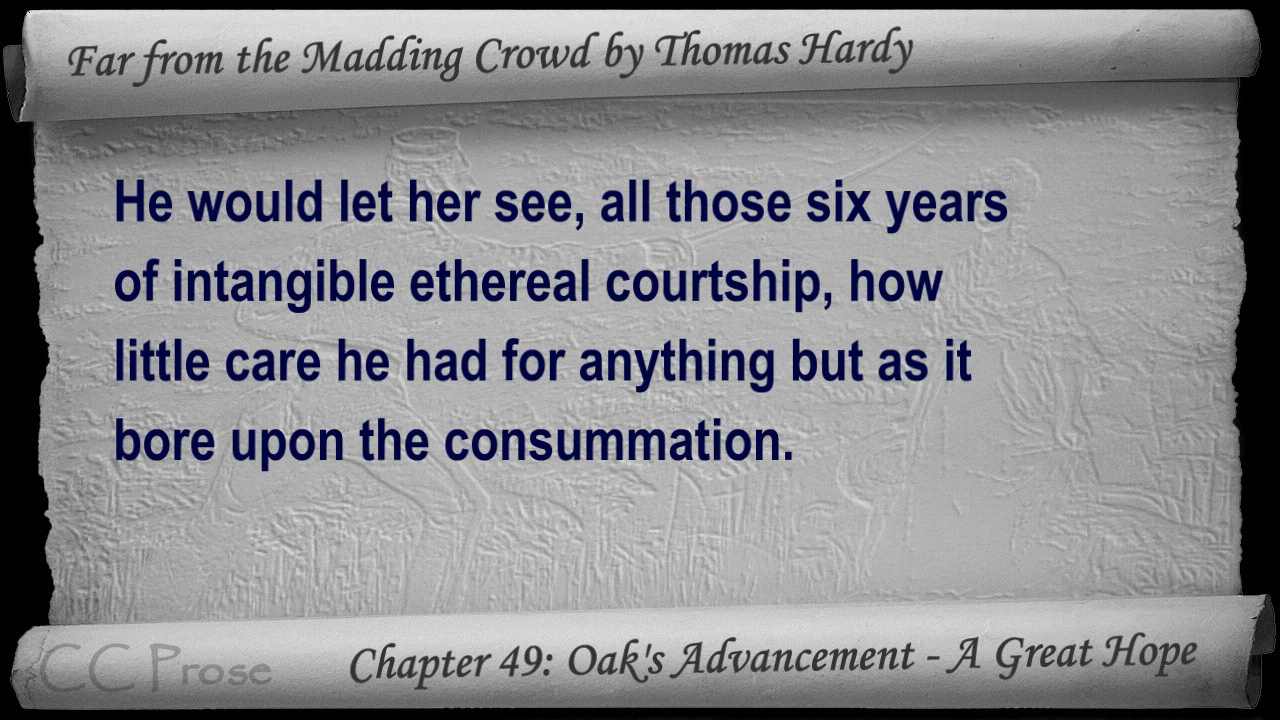 Far from the Madding Crowd by Thomas Hardy
He would let her see, all those six years
of intangible ethereal courtship, how
little care he had for anything but as it
bore upon the consummation.
CC Prose
Chapter 49: Oak's Advancement - A Great Hope